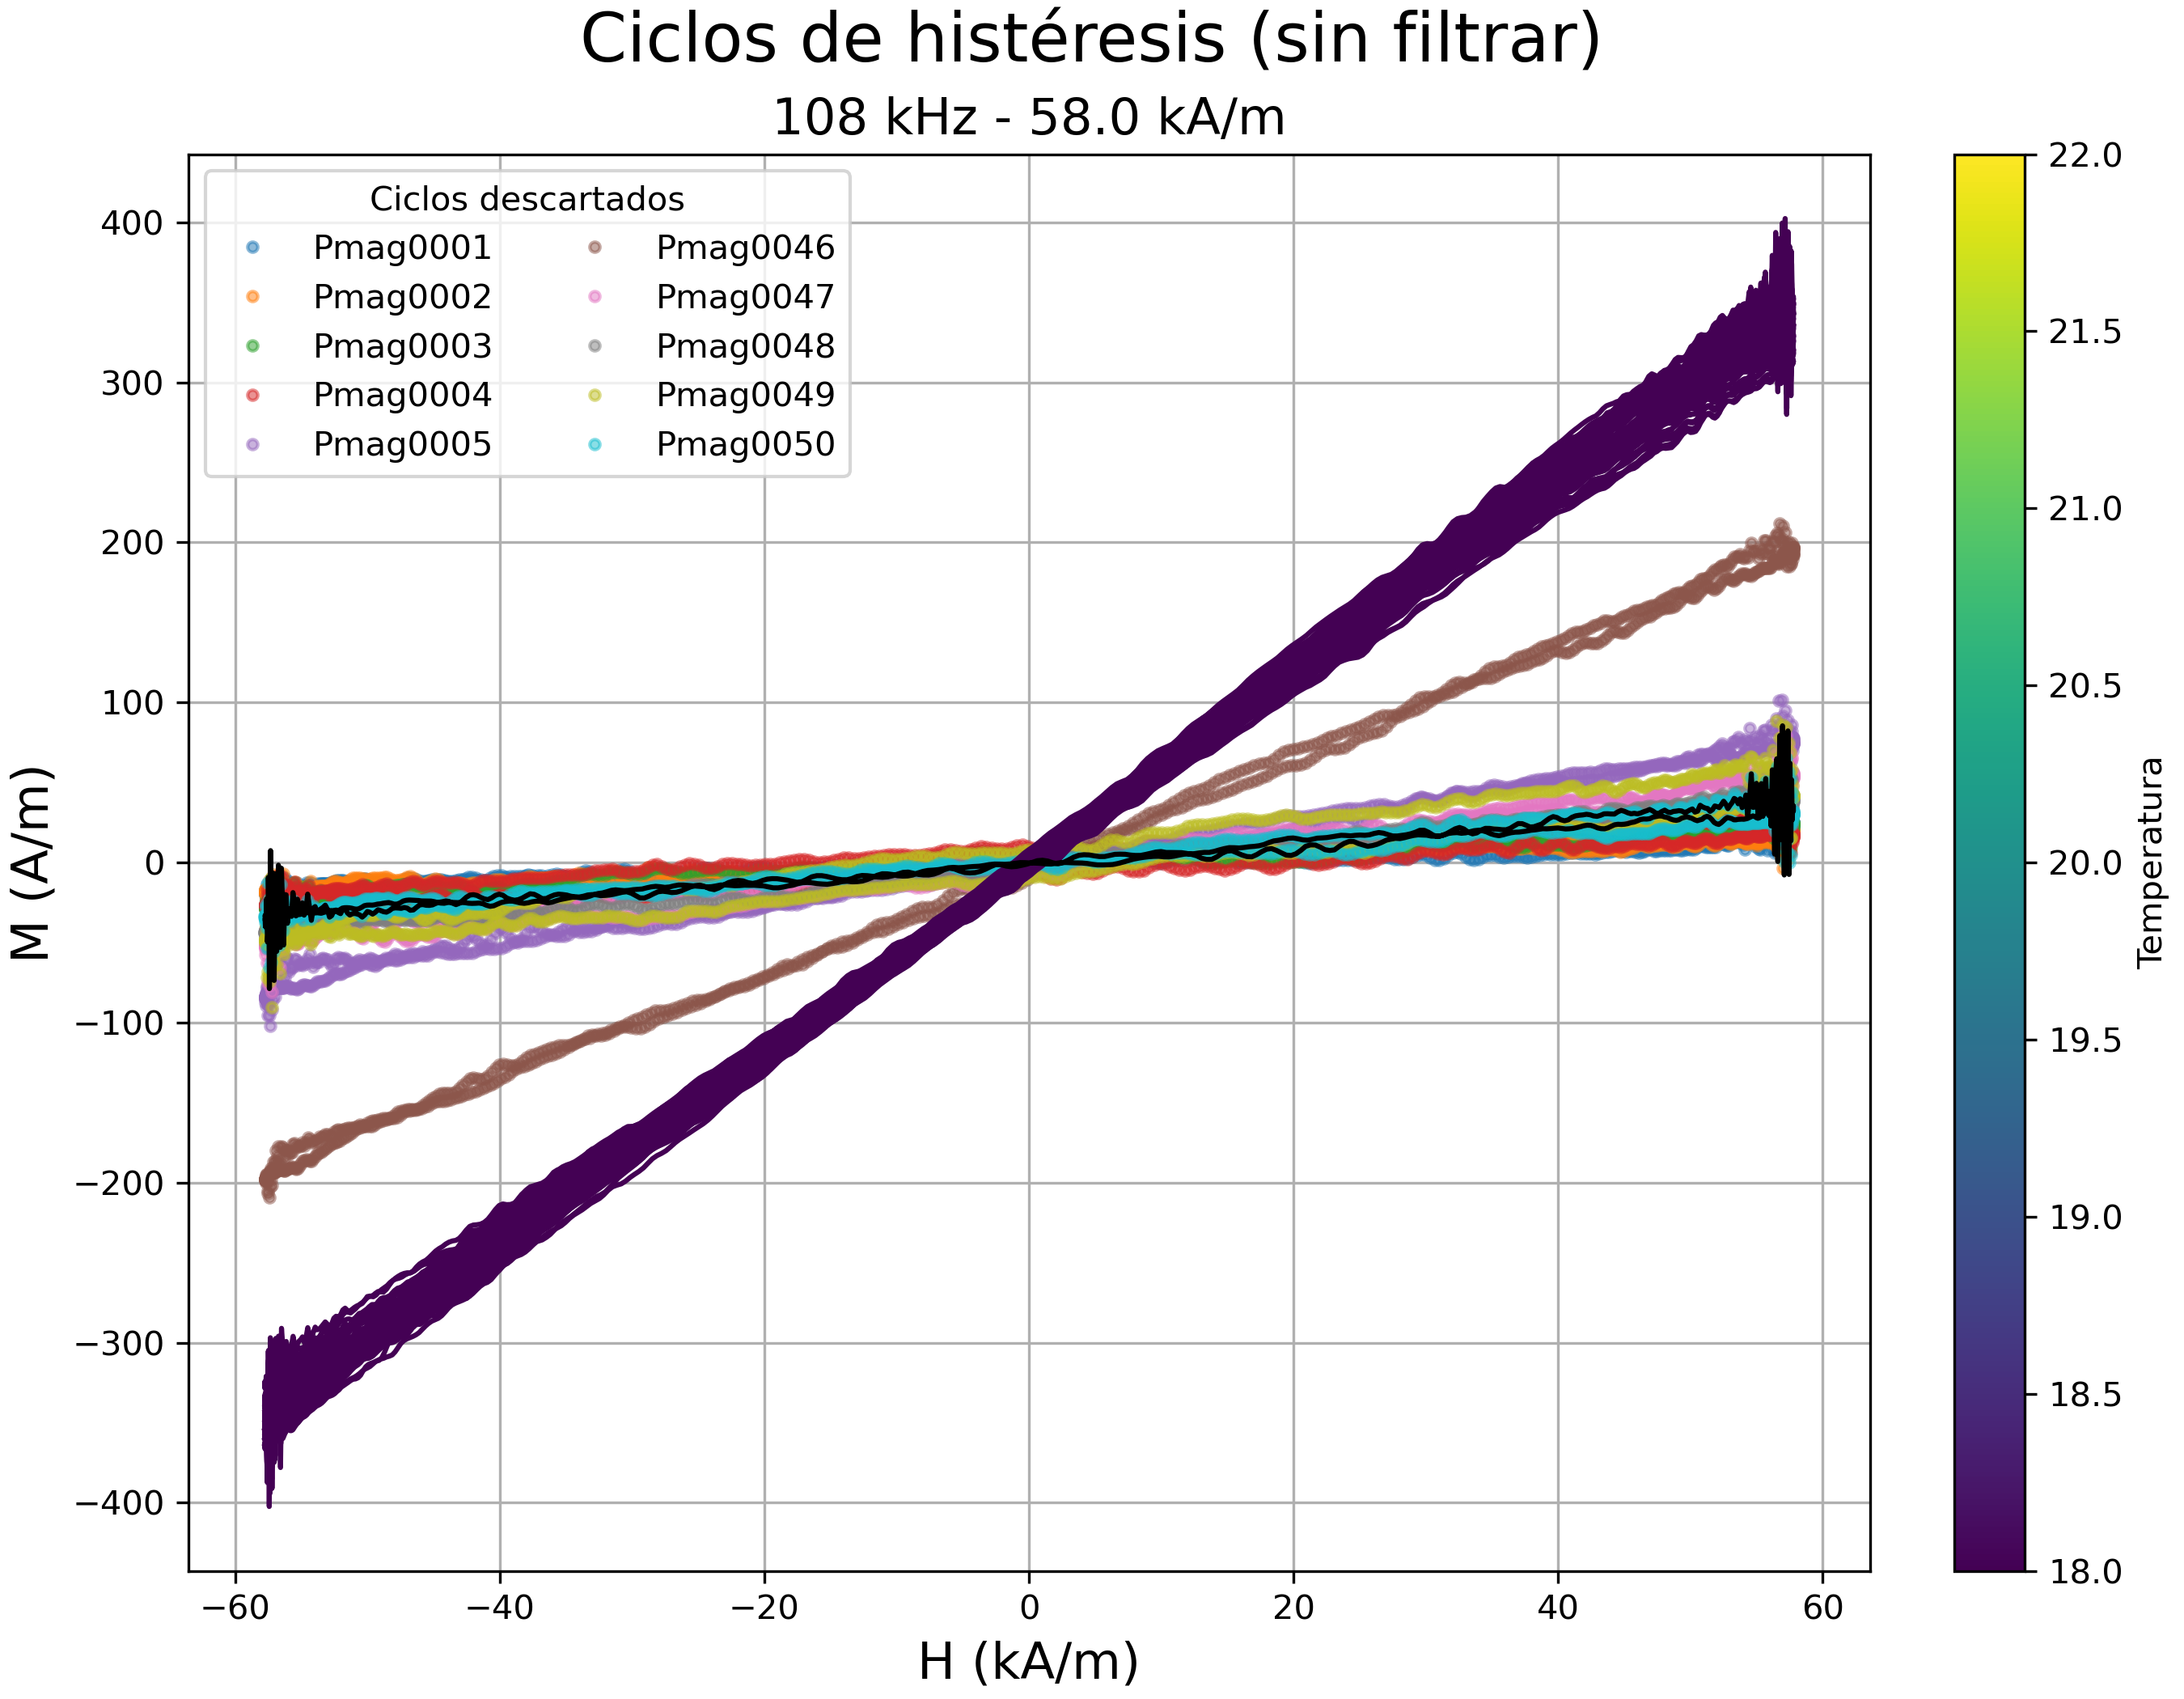 Ciclos de histéresis (sin filtrar)
108 kHz - 58.0 kA/m
Ciclos descartados
Pmag0001
Pmag0002
Pmag0003
Pmag0004
Pmag0005
Pmag0046
Pmag0047
Pmag0048
Pmag0049
Pmag0050
M (A/m)
400
300
200
100
0
−100
−200
−300
−400
−60
−40
−20
0
20
40
60
H (kA/m)
22.0
21.5
21.0
20.5
20.0
19.5
19.0
18.5
18.0
Temperatura